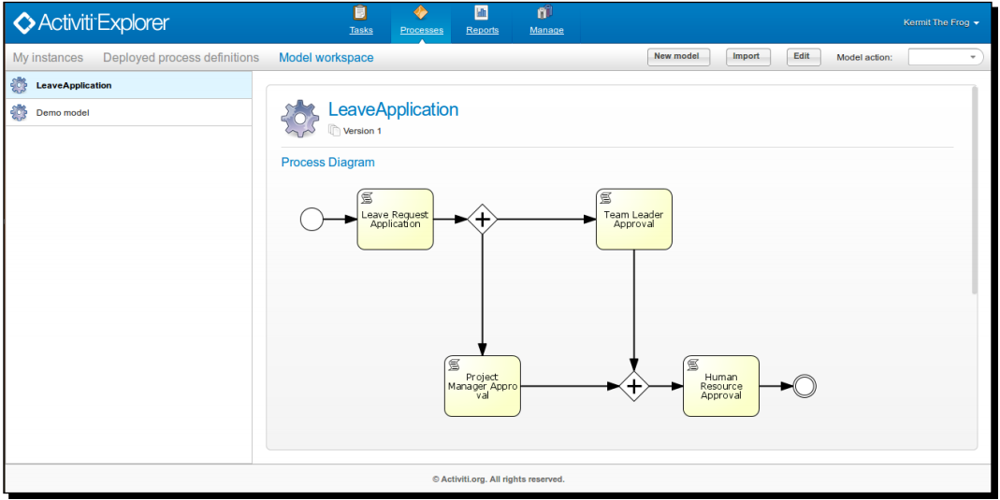 Activiti Explorer
Tasks
Processes
Reports
Manage
Kermit The Frog
My instances
Deployed process definitions
Model workspace
New model
Import
Edit
Model action:
LeaveApplication
Demo model
LeaveApplication
Version 1
Process Diagram
Leave Request
Application
Team Leader
Approval
Project
Manager Appro
val
Human
Resource
Approval
© Activiti.org. All rights reserved.